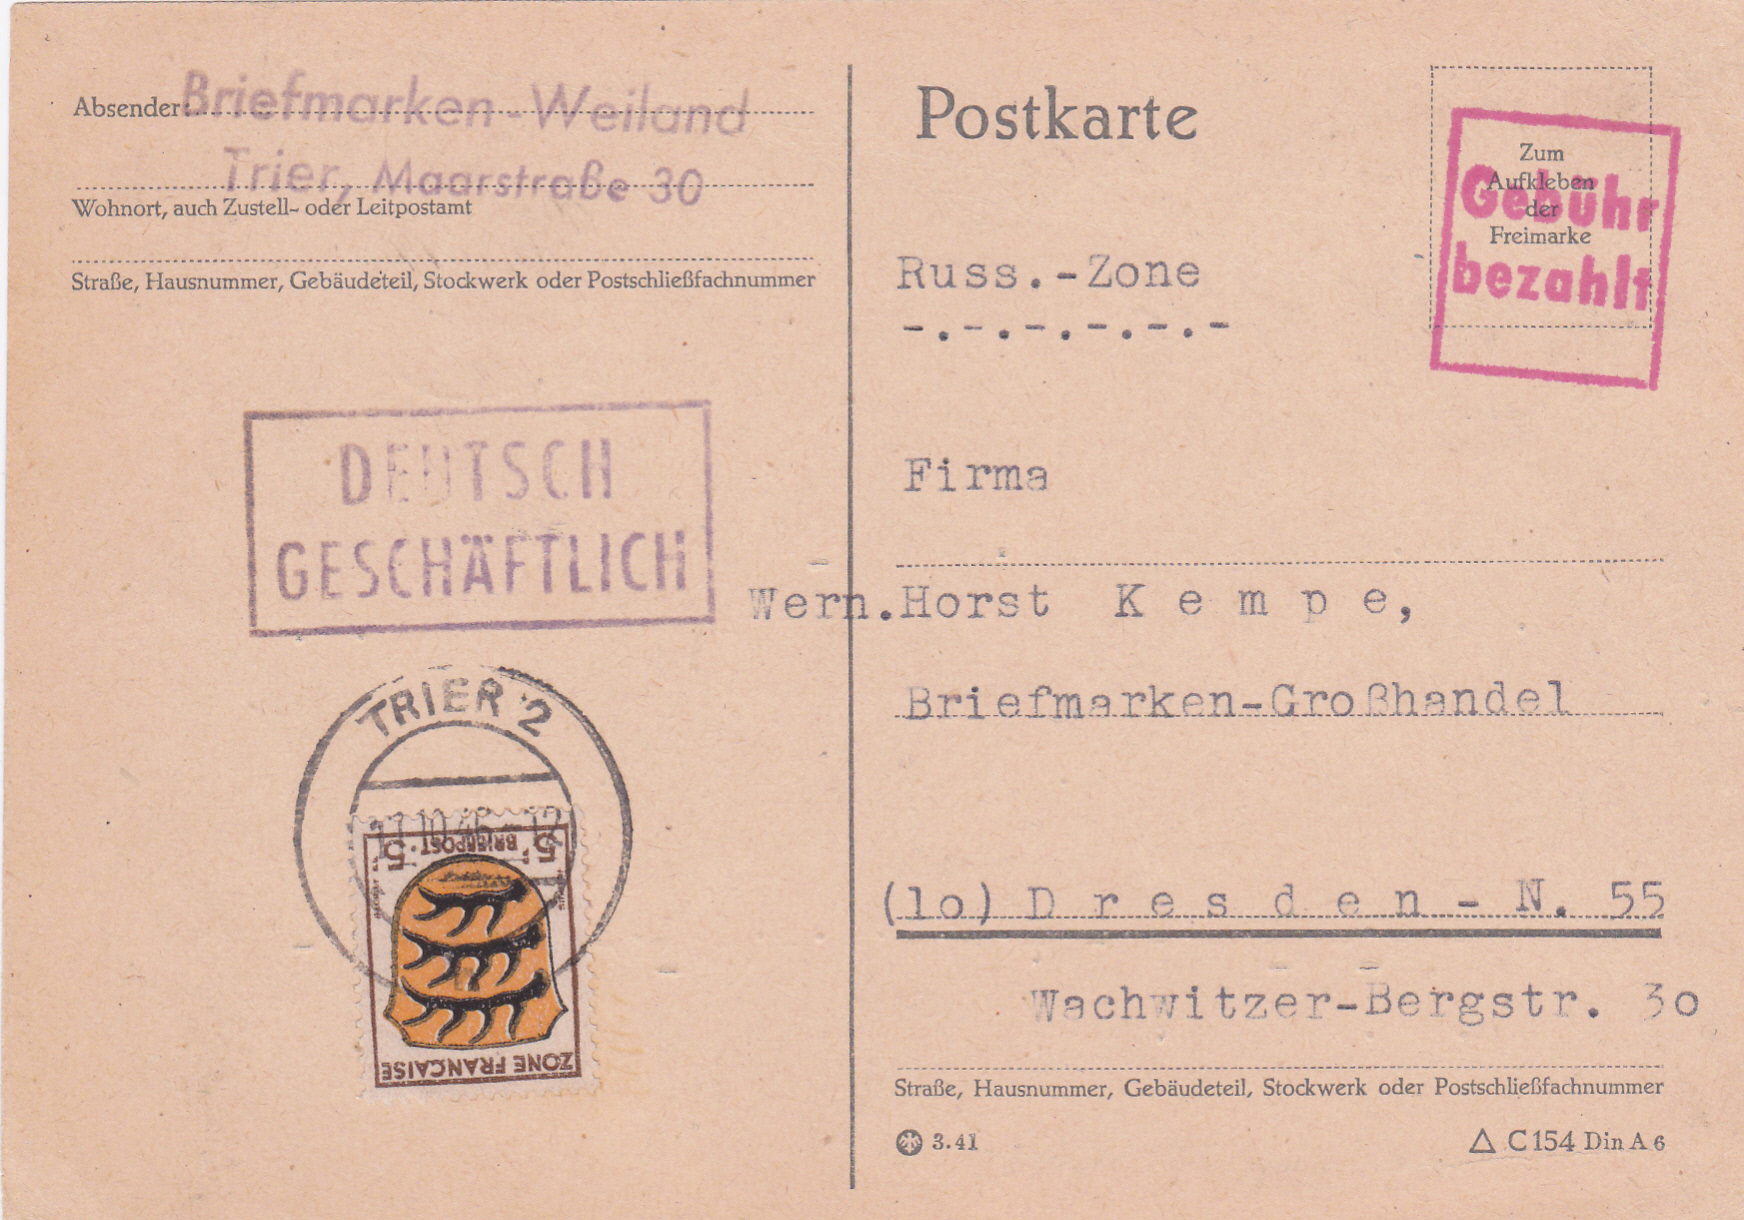 Absender: Briefmarken-Weiland
Trier, Maarstraße 30
Wohnort, auch Zustell- oder Leitpostamt
Straße, Hausnummer, Gebäudeteil, Stockwerk oder Postschließfachnummer
DEUTSCH
GESCHÄFTLICH
TRIER 2
5 BRIEFPOST 5
ZONE FRANÇAISE
Postkarte
Zum
Aufkleben
der
Freimarke
Gebühr
bezahlt
Russ.-Zone
-.-.-.-.-.-
Firma
Wern.Horst K e m p e,
Briefmarken-Großhandel
(lo) D r e s d e n - N. 55
Wachwitzer-Bergstr. 3o
Straße, Hausnummer, Gebäudeteil, Stockwerk oder Postschließfachnummer
3.41
△ C 154 Din A 6